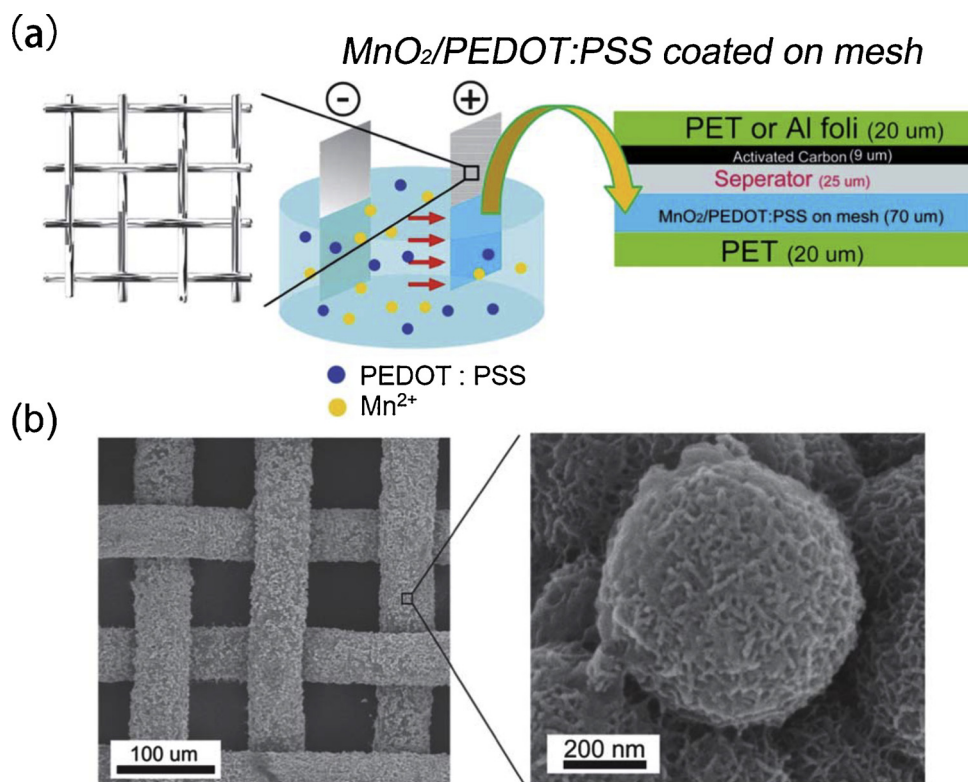 (a)
MnO₂/PEDOT:PSS coated on mesh
-
+
PET or Al foli (20 um)
Activated Carbon (9 um)
Seperator (25 um)
MnO₂/PEDOT:PSS on mesh (70 um)
PET (20 um)
PEDOT : PSS
Mn²⁺
(b)
100 um
200 nm